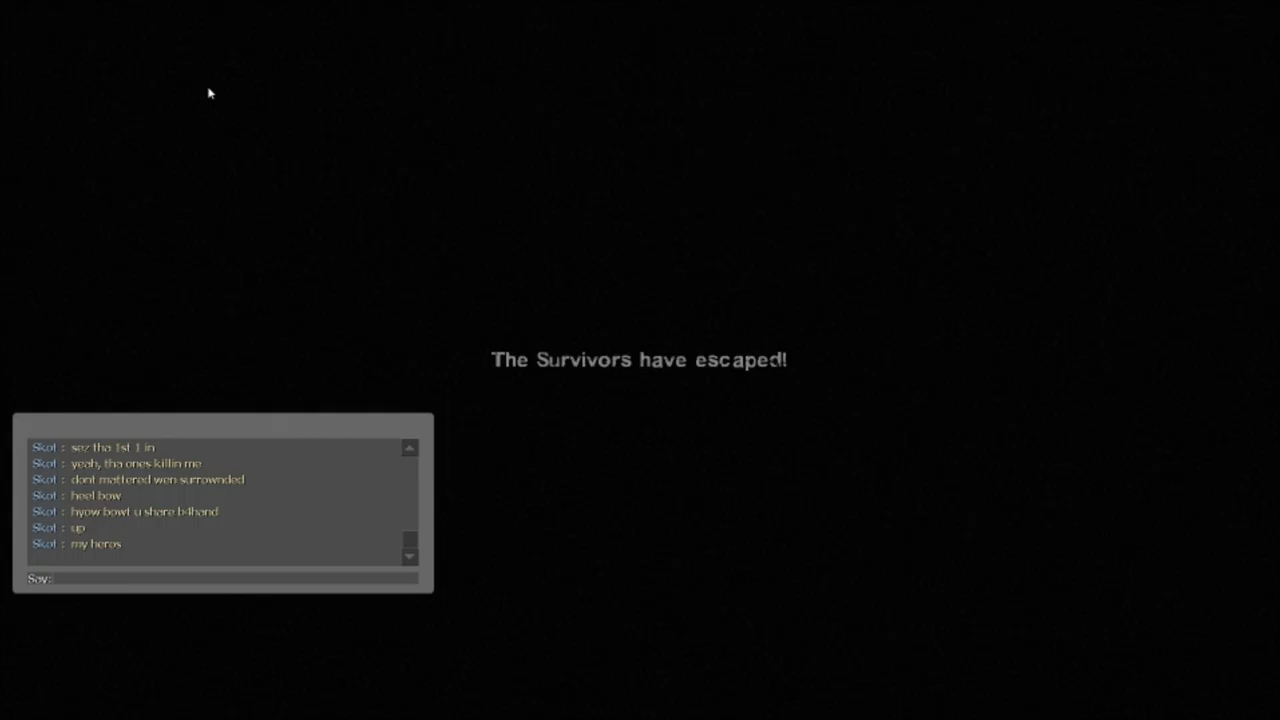 The Survivors have escaped!
Skot : sez tha 1st 1 in
Skot : yeah, tha ones killin me
Skot : dont mattered wen surrownded
Skot : heel bow
Skot : hyow bowt u share b4hand
Skot : up
Skot : my heros
Say: